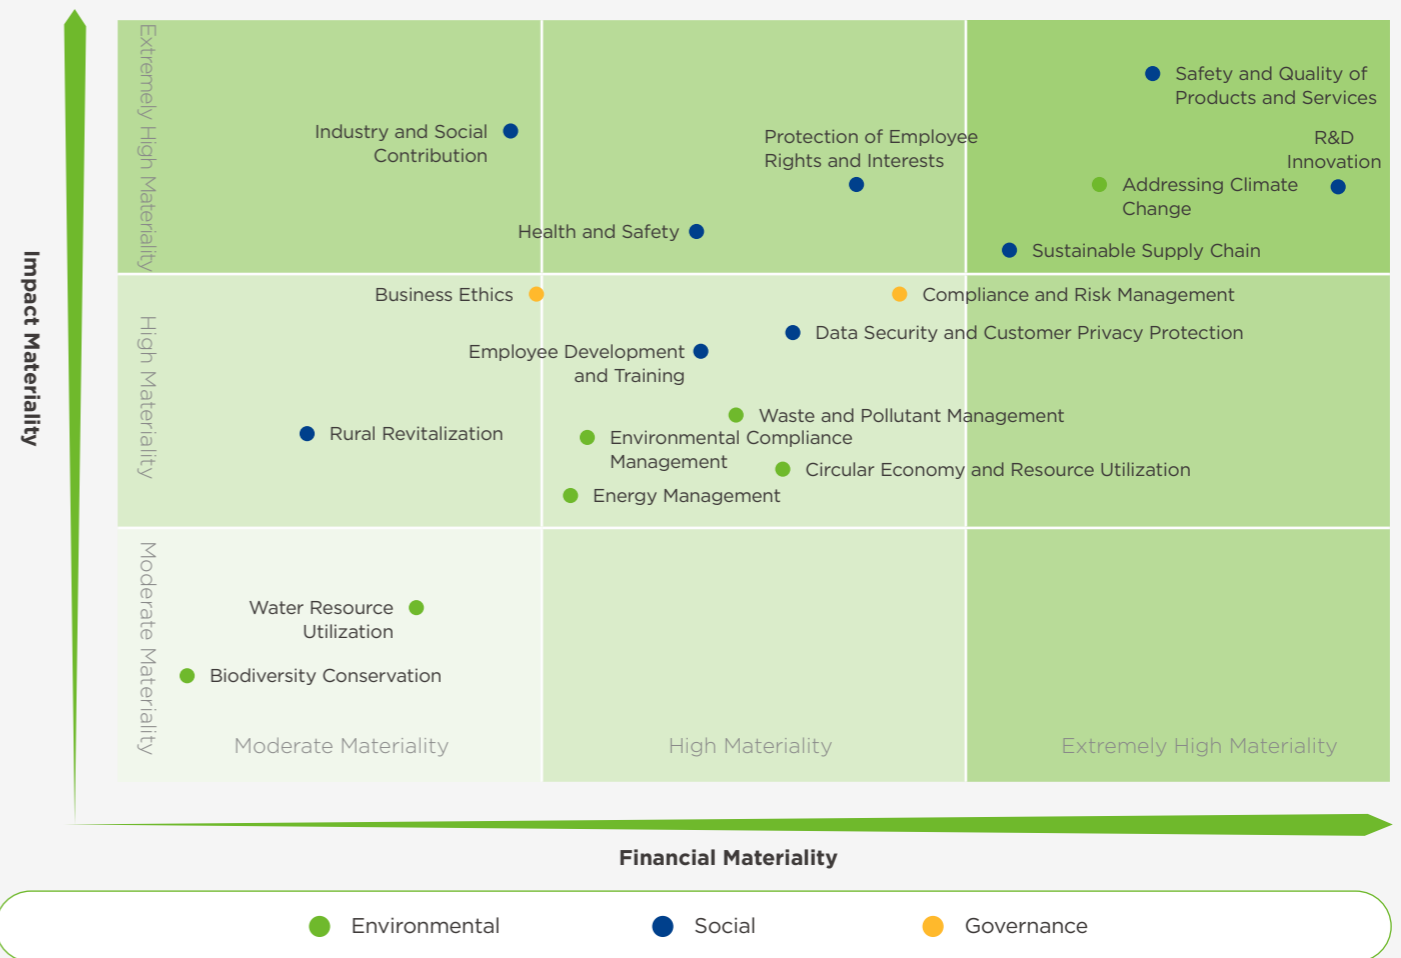 Extremely High Materiality
Safety and Quality of
Products and Services
Industry and Social
Contribution
Protection of Employee
Rights and Interests
R&D
Innovation
Addressing Climate
Change
Health and Safety
Sustainable Supply Chain
Impact Materiality
High Materiality
Business Ethics
Compliance and Risk Management
Data Security and Customer Privacy Protection
Employee Development
and Training
Waste and Pollutant Management
Rural Revitalization
Environmental Compliance
Management
Circular Economy and Resource Utilization
Energy Management
Moderate Materiality
Water Resource
Utilization
Biodiversity Conservation
Moderate Materiality
High Materiality
Extremely High Materiality
Financial Materiality
Environmental
Social
Governance